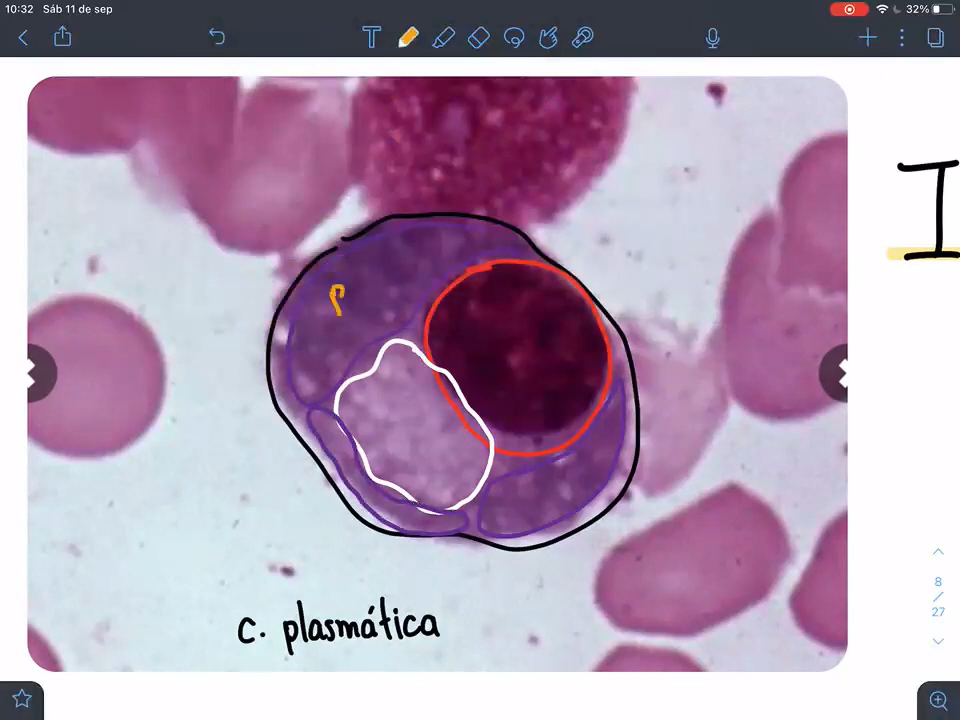 10:32 Sáb 11 de sep
32%
T
I
8
/
27
c. plasmática